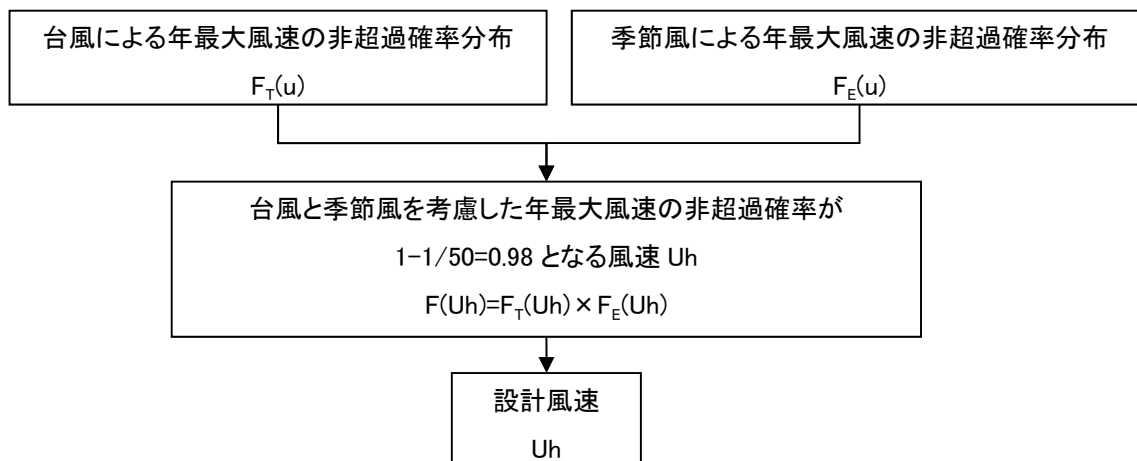 台風による年最大風速の非超過確率分布
F_T(u)
季節風による年最大風速の非超過確率分布
F_E(u)
台風と季節風を考慮した年最大風速の非超過確率が
1-1/50=0.98 となる風速 Uh
F(Uh)=F_T(Uh)×F_E(Uh)
設計風速
Uh